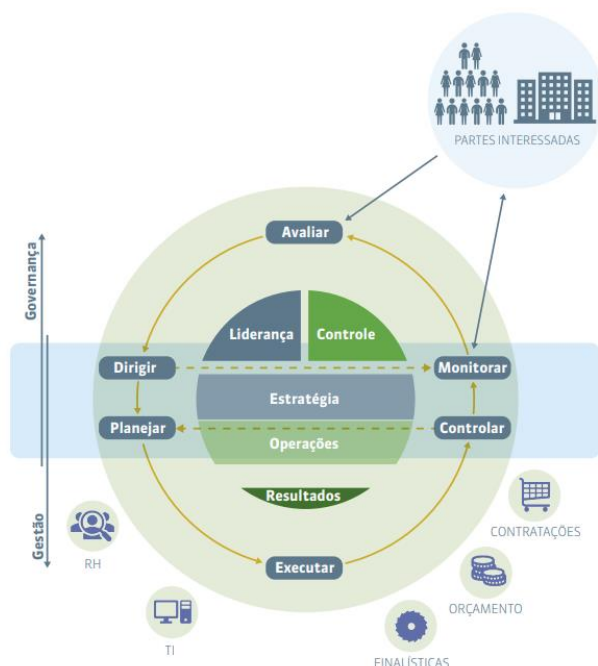 PARTES INTERESSADAS
Avaliar
Governança
Liderança
Controle
Dirigir
Monitorar
Estratégia
Planejar
Controlar
Operações
Resultados
Gestão
CONTRATAÇÕES
RH
Executar
ORÇAMENTO
TI
FINALÍSTICAS